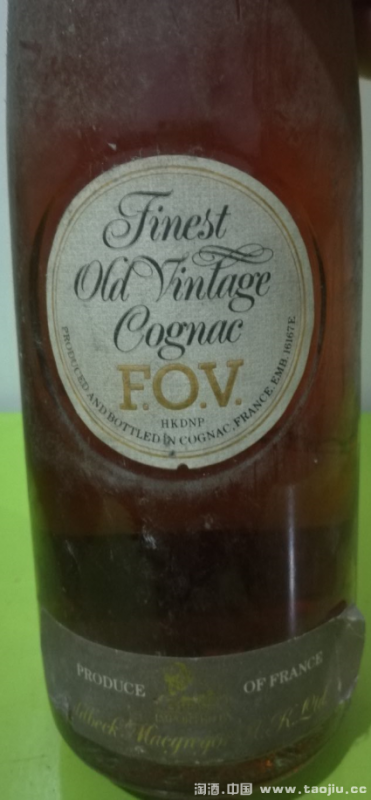 Finest
Old Vintage
Cognac
F.O.V.
HKDNP
PRODUCED AND BOTTLED IN COGNAC, FRANCE. EMB. 16167E
PRODUCE OF FRANCE
Macgregor
淘酒.中国 www.taojiu.cc